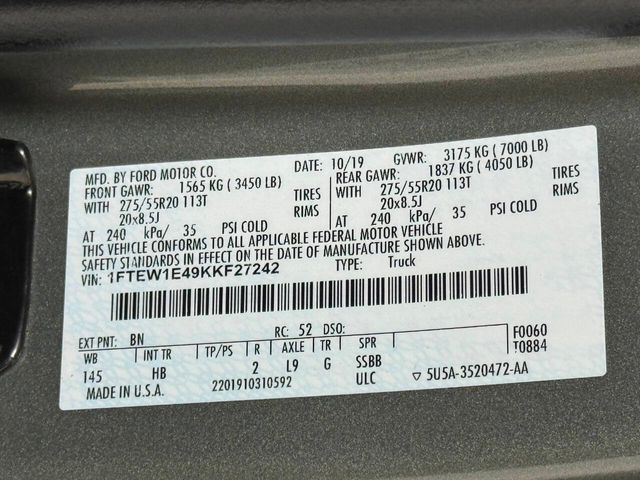 MFD. BY FORD MOTOR CO. DATE: 10/19 GVWR: 3175 KG ( 7000 LB)
FRONT GAWR: 1565 KG ( 3450 LB) REAR GAWR: 1837 KG ( 4050 LB)
WITH 275/55R20 113T TIRES WITH 275/55R20 113T TIRES
20x8.5J RIMS 20x8.5J RIMS
AT 240 kPa/ 35 PSI COLD AT 240 kPa/ 35 PSI COLD
THIS VEHICLE CONFORMS TO ALL APPLICABLE FEDERAL MOTOR VEHICLE
SAFETY STANDARDS IN EFFECT ON THE DATE OF MANUFACTURE SHOWN ABOVE.
VIN: 1FTEW1E49KKF27242 TYPE: Truck
EXT PNT: BN RC: 52 DSO: F0060
WB INT TR TP/PS R AXLE TR SPR T0884
145 HB 2 L9 G SSBB
MADE IN U.S.A. 2201910310592 ULC ▽ 5U5A-3520472-AA